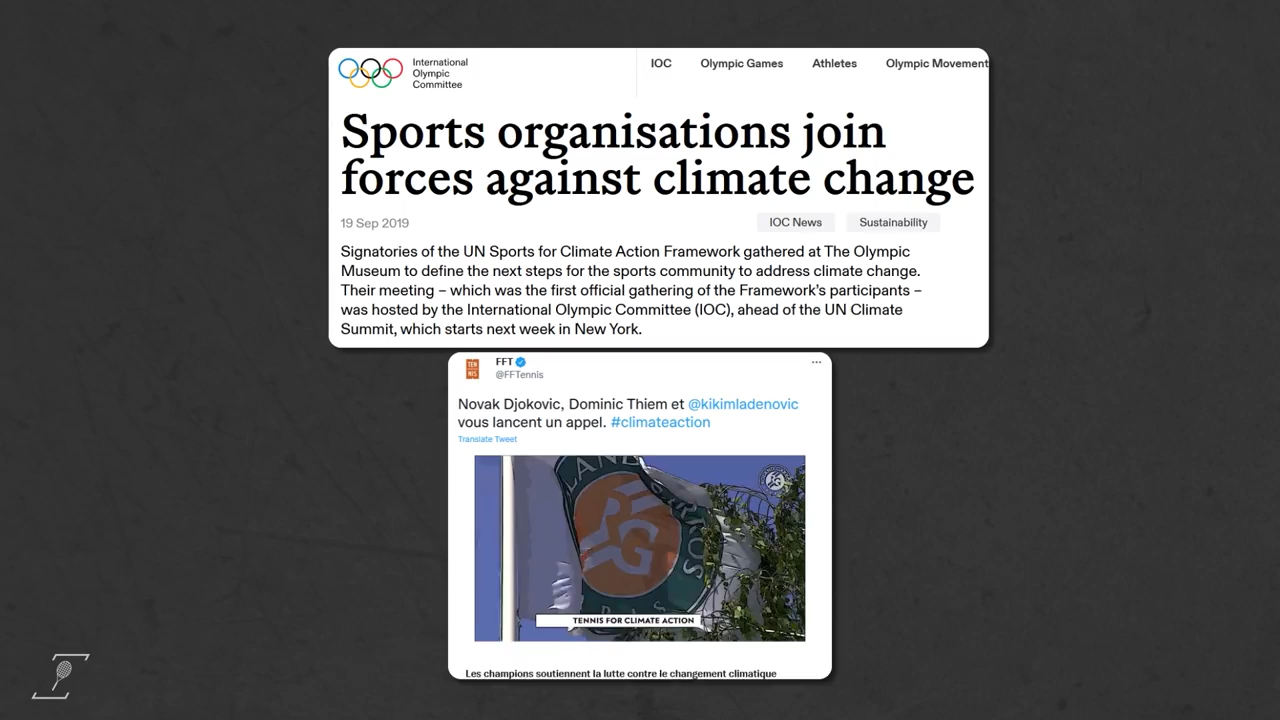 International
Olympic
Committee
IOC Olympic Games Athletes Olympic Movement
Sports organisations join
forces against climate change
19 Sep 2019
IOC News Sustainability
Signatories of the UN Sports for Climate Action Framework gathered at The Olympic
Museum to define the next steps for the sports community to address climate change.
Their meeting – which was the first official gathering of the Framework's participants –
was hosted by the International Olympic Committee (IOC), ahead of the UN Climate
Summit, which starts next week in New York.
TEN
NIS
FFT
@FFTennis
...
Novak Djokovic, Dominic Thiem et @kikimladenovic
vous lancent un appel. #climateaction
Translate Tweet
RG
TENNIS FOR CLIMATE ACTION
Les champions soutiennent la lutte contre le changement climatique